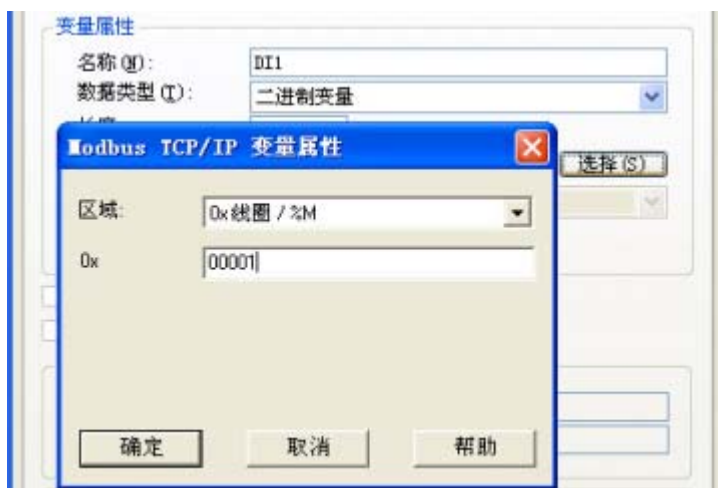 变量属性
名称(M):
DI1
数据类型(T):
二进制变量
Modbus TCP/IP 变量属性
选择(S)
区域:
0x线圈 / %M
0x
00001
确定
取消
帮助